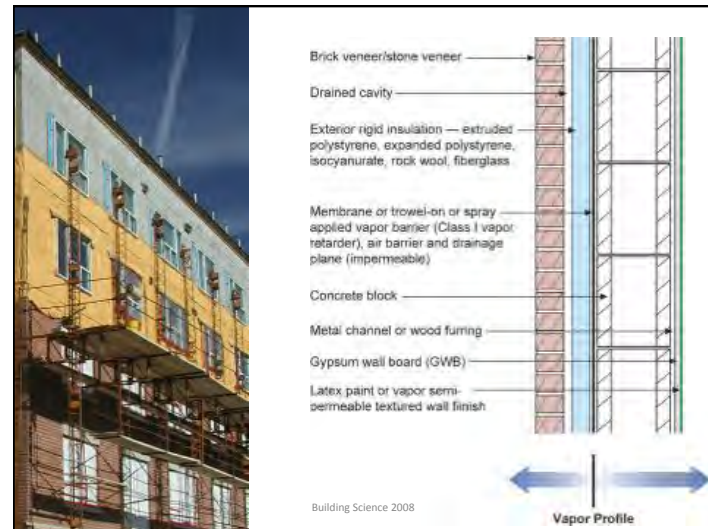 Brick veneer/stone veneer
Drained cavity
Exterior rigid insulation — extruded
polystyrene, expanded polystyrene,
isocyanurate, rock wool, fiberglass
Membrane or trowel-on or spray
applied vapor barrier (Class I vapor
retarder), air barrier and drainage
plane (impermeable)
Concrete block
Metal channel or wood furring
Gypsum wall board (GWB)
Latex paint or vapor semi-
permeable textured wall finish
Building Science 2008
Vapor Profile